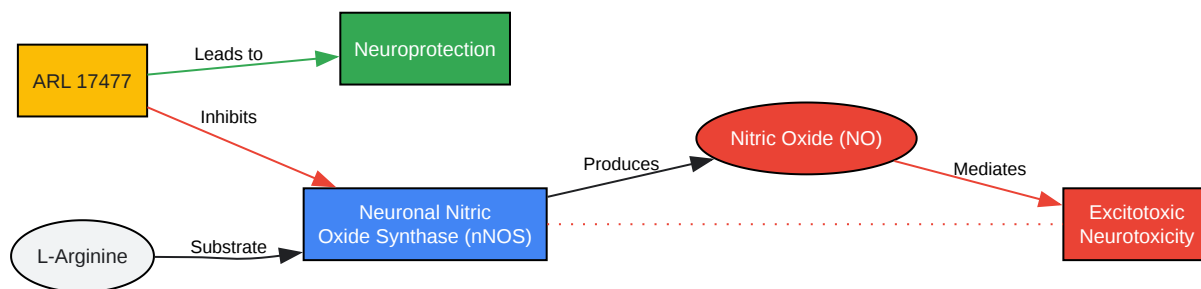 ARL 17477
Leads to
Neuroprotection
Inhibits
L-Arginine
Substrate
Neuronal Nitric
Oxide Synthase (nNOS)
Produces
Nitric Oxide (NO)
Mediates
Excitotoxic
Neurotoxicity